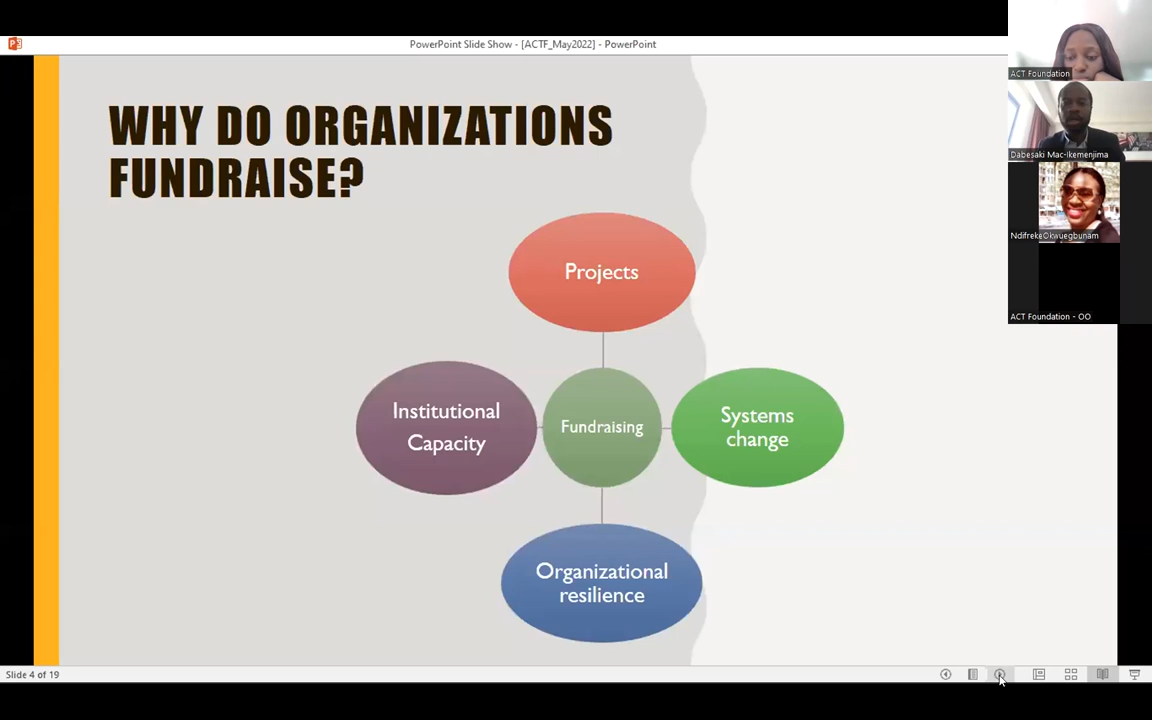 PowerPoint Slide Show - [ACTF_May2022] - PowerPoint
ACT Foundation
Dabesaki Mac-Ikemenjima
NdifrekeOkwuegbunam
ACT Foundation - OO
WHY DO ORGANIZATIONS
FUNDRAISE?
Projects
Institutional
Capacity
Fundraising
Systems
change
Organizational
resilience
Slide 4 of 19